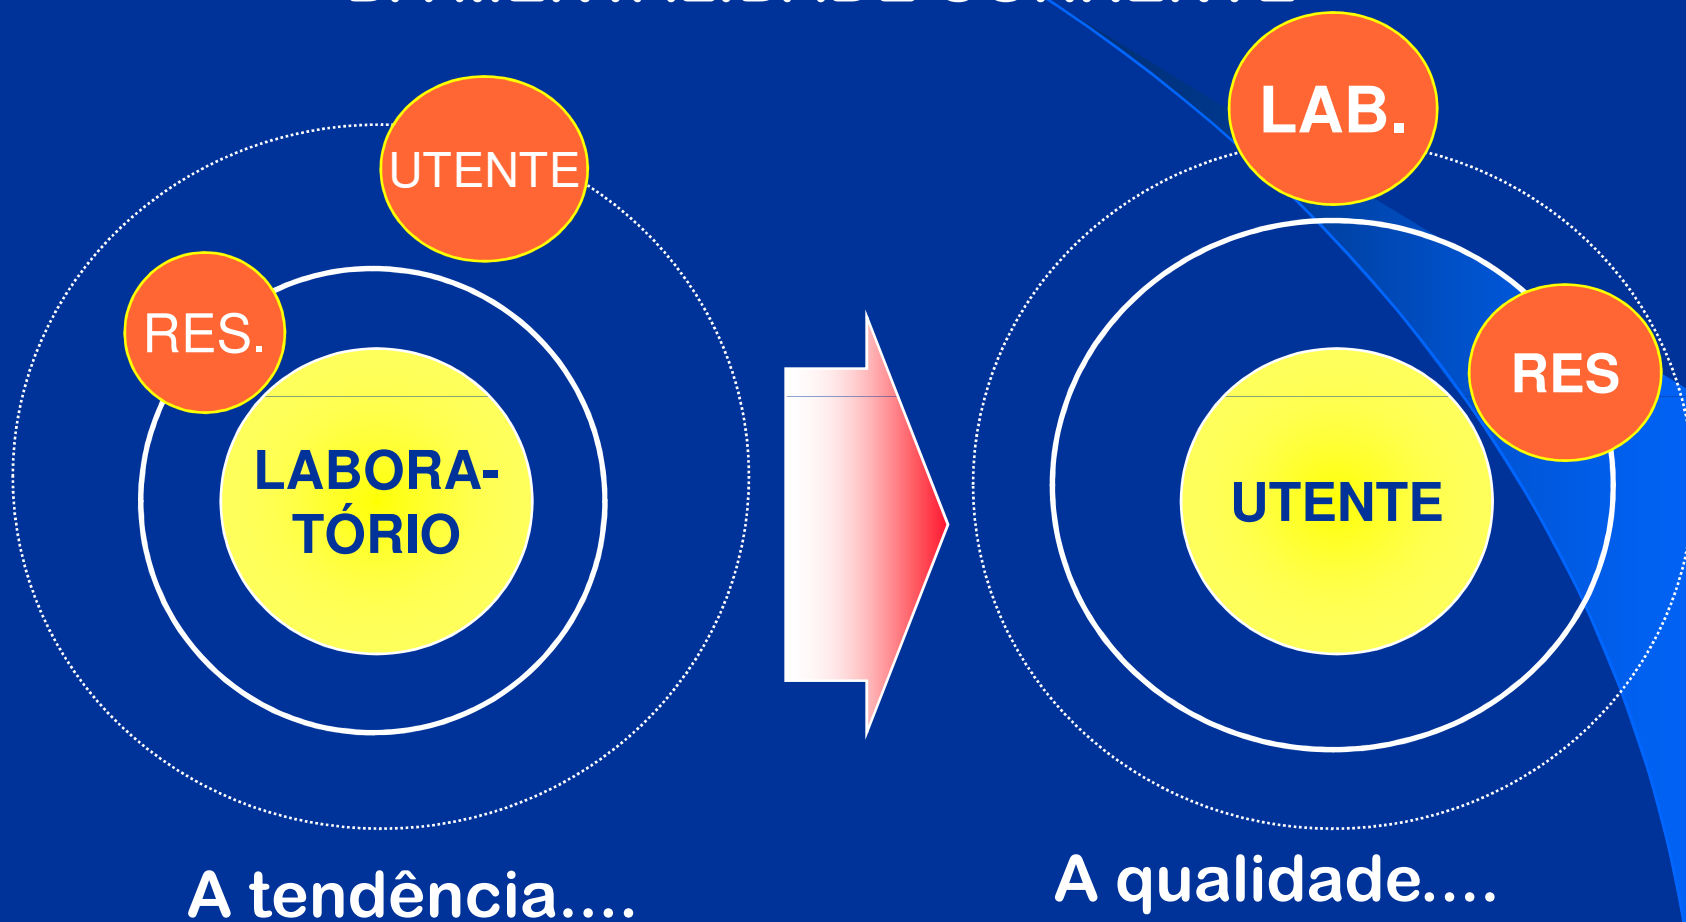 UTENTE
RES.
LABORA-
TÓRIO
A tendência....
LAB.
RES
UTENTE
A qualidade....